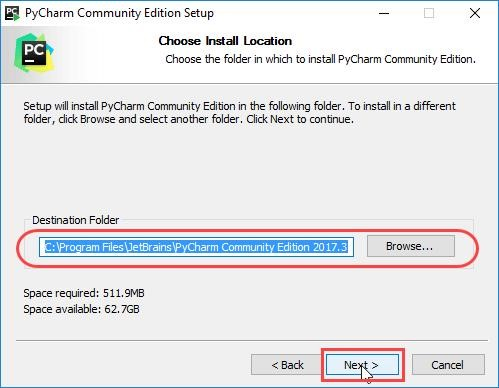 PyCharm Community Edition Setup
Choose Install Location
Choose the folder in which to install PyCharm Community Edition.
Setup will install PyCharm Community Edition in the following folder. To install in a different
folder, click Browse and select another folder. Click Next to continue.
Destination Folder
C:\Program Files\JetBrains\PyCharm Community Edition 2017.3
Browse...
Space required: 511.9MB
Space available: 62.7GB
< Back
Next >
Cancel